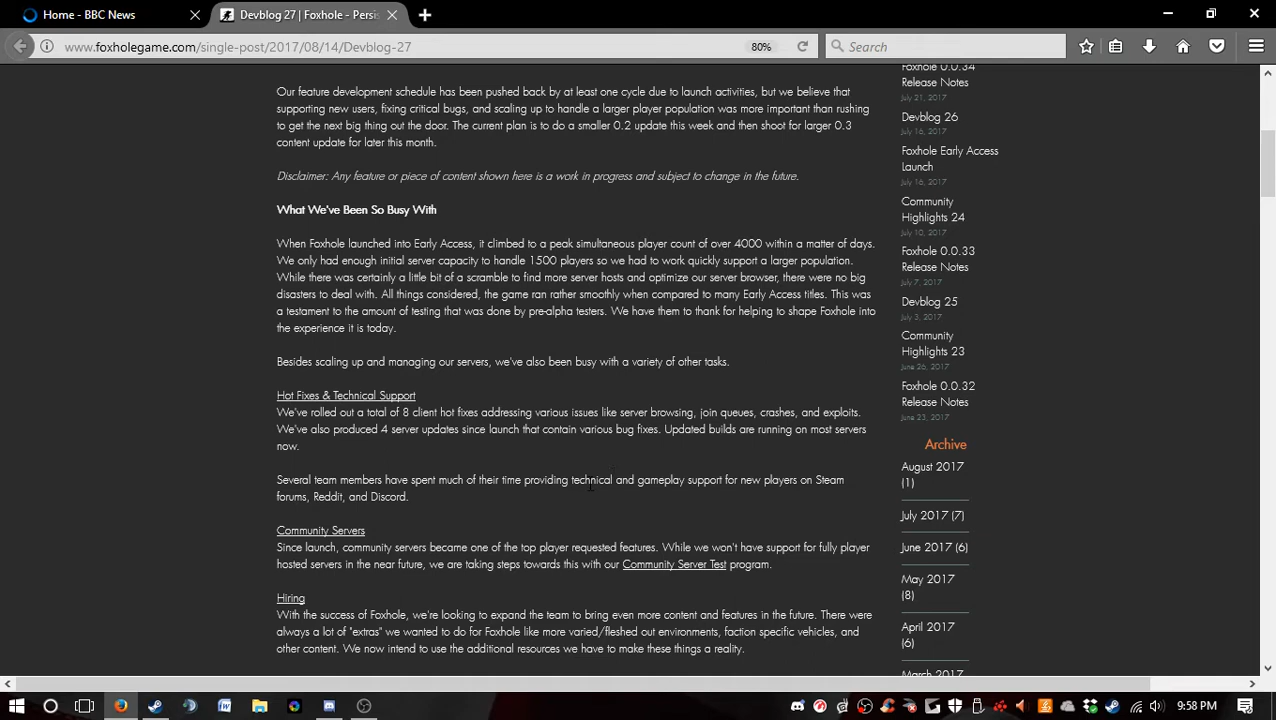 Home - BBC News
Devblog 27 | Foxhole - Persis
www.foxholegame.com/single-post/2017/08/14/Devblog-27
80%
Search
Our feature development schedule has been pushed back by at least one cycle due to launch activities, but we believe that
supporting new users, fixing critical bugs, and scaling up to handle a larger player population was more important than rushing
to get the next big thing out the door. The current plan is to do a smaller 0.2 update this week and then shoot for larger 0.3
content update for later this month.
Disclaimer: Any feature or piece of content shown here is a work in progress and subject to change in the future.
What We've Been So Busy With
When Foxhole launched into Early Access, it climbed to a peak simultaneous player count of over 4000 within a matter of days.
We only had enough initial server capacity to handle 1500 players so we had to work quickly support a larger population.
While there was certainly a little bit of a scramble to find more server hosts and optimize our server browser, there were no big
disasters to deal with. All things considered, the game ran rather smoothly when compared to many Early Access titles. This was
a testament to the amount of testing that was done by pre-alpha testers. We have them to thank for helping to shape Foxhole into
the experience it is today.
Besides scaling up and managing our servers, we've also been busy with a variety of other tasks.
Hot Fixes & Technical Support
We've rolled out a total of 8 client hot fixes addressing various issues like server browsing, join queues, crashes, and exploits.
We've also produced 4 server updates since launch that contain various bug fixes. Updated builds are running on most servers
now.
Several team members have spent much of their time providing technical and gameplay support for new players on Steam
forums, Reddit, and Discord.
Community Servers
Since launch, community servers became one of the top player requested features. While we won't have support for fully player
hosted servers in the near future, we are taking steps towards this with our Community Server Test program.
Hiring
With the success of Foxhole, we're looking to expand the team to bring even more content and features in the future. There were
always a lot of "extras" we wanted to do for Foxhole like more varied/fleshed out environments, faction specific vehicles, and
other content. We now intend to use the additional resources we have to make these things a reality.
Foxhole 0.0.34
Release Notes
July 21, 2017
Devblog 26
July 16, 2017
Foxhole Early Access
Launch
July 16, 2017
Community
Highlights 24
July 10, 2017
Foxhole 0.0.33
Release Notes
July 7, 2017
Devblog 25
July 3, 2017
Community
Highlights 23
June 26, 2017
Foxhole 0.0.32
Release Notes
June 23, 2017
Archive
August 2017
(1)
July 2017 (7)
June 2017 (6)
May 2017
(8)
April 2017
(6)
March 2017
9:58 PM